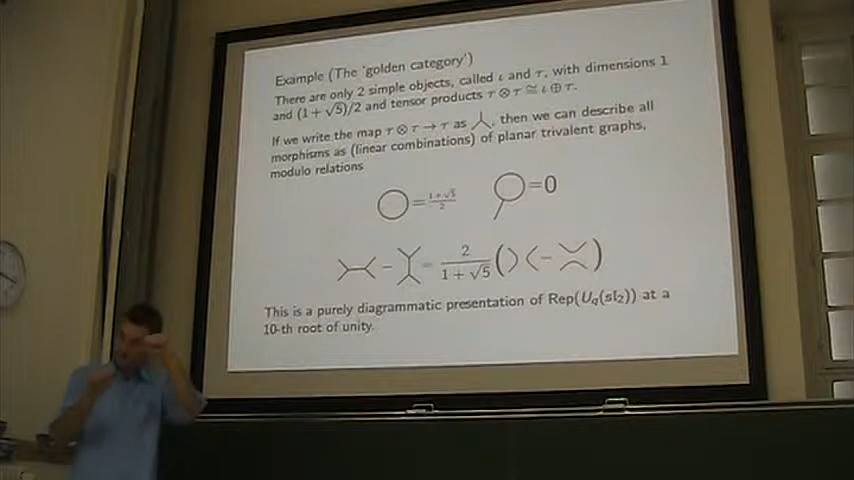 Example (The 'golden category')
There are only 2 simple objects, called ι and τ, with dimensions 1
and (1 + √5)/2 and tensor products τ ⊗ τ ≅ ι ⊕ τ.
If we write the map τ ⊗ τ → τ as , then we can describe all
morphisms as (linear combinations) of planar trivalent graphs,
modulo relations
= (1+√5)/2 =0
− = 2/(1+√5) ( − )
This is a purely diagrammatic presentation of Rep(U_q(sl₂)) at a
10-th root of unity.